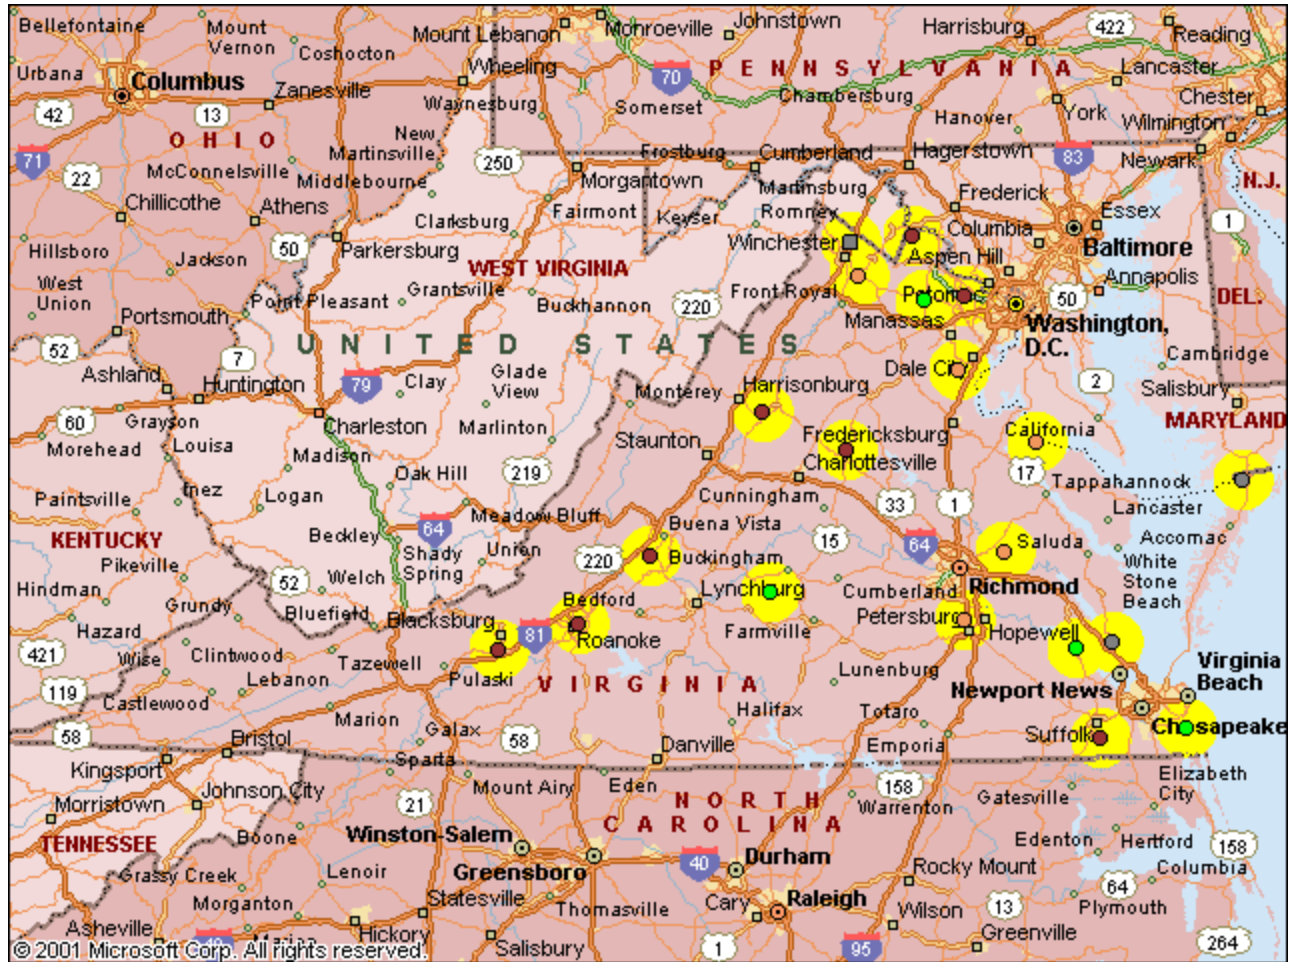 Bellefontaine
Mount
Vernon
Coshocton
Mount Lebanon
Monroeville
Johnstown
Harrisburg
422
Reading
Urbana
Columbus
Zanesville
Wheeling
70
PENNSYLVANIA
Lancaster
42
13
Waynesburg
Somerset
Chambersburg
York
Chester
Hanover
Wilmington
OHIO
New
Martinsville
71
250
Frostburg
Cumberland
Hagerstown
83
Newark
22
McConnelsville
Middlebourne
Morgantown
Martinsburg
N.J.
Chillicothe
Athens
Clarksburg
Fairmont
Keyser
Romney
Frederick
Essex
1
Hillsboro
50
Parkersburg
Winchester
Columbia
Baltimore
Jackson
WEST VIRGINIA
Aspen Hill
Annapolis
West
Union
Point Pleasant
Grantsville
Buckhannon
220
Front Royal
Potomac
50
DEL.
Portsmouth
Manassas
Washington,
D.C.
UNITED STATES
52
7
Cambridge
Ashland
Huntington
79
Clay
Glade
View
Monterey
Harrisonburg
Dale City
2
Salisbury
60
Grayson
Charleston
Marlinton
Staunton
Fredericksburg
California
MARYLAND
Morehead
Louisa
Madison
Oak Hill
219
Charlottesville
17
Tappahannock
Paintsville
Inez
Logan
Cunningham
33
1
Lancaster
KENTUCKY
Beckley
64
Meadow Bluff
Buena Vista
15
64
Saluda
Accomac
Pikeville
Shady
Spring
Union
220
Buckingham
White
Stone
Beach
Hindman
52
Welch
Bedford
Lynchburg
Cumberland
Richmond
Grundy
Bluefield
Blacksburg
81
Roanoke
Farmville
Petersburg
Hopewell
Hazard
421
Wise
Clintwood
Tazewell
Pulaski
VIRGINIA
Lunenburg
Virginia
Beach
119
Lebanon
Newport News
Castlewood
Marion
Halifax
Totaro
Chesapeake
58
Bristol
Galax
58
Danville
Emporia
Suffolk
Kingsport
Sparta
Mount Airy
Eden
158
Gatesville
Elizabeth
City
Morristown
Johnson City
21
NORTH
CAROLINA
Warrenton
TENNESSEE
Boone
Winston-Salem
Edenton
Hertford
158
Grassy Creek
Lenoir
Greensboro
40
Durham
Rocky Mount
Columbia
Morganton
Statesville
Thomasville
Cary
Raleigh
Wilson
13
64
Plymouth
Asheville
Hickory
Salisbury
1
95
Greenville
264
© 2001 Microsoft Corp. All rights reserved.